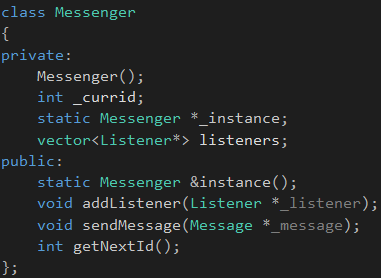 class Messenger
{
private:
    Messenger();
    int _currid;
    static Messenger *_instance;
    vector<Listener*> listeners;
public:
    static Messenger &instance();
    void addListener(Listener *_listener);
    void sendMessage(Message *_message);
    int getNextId();
};